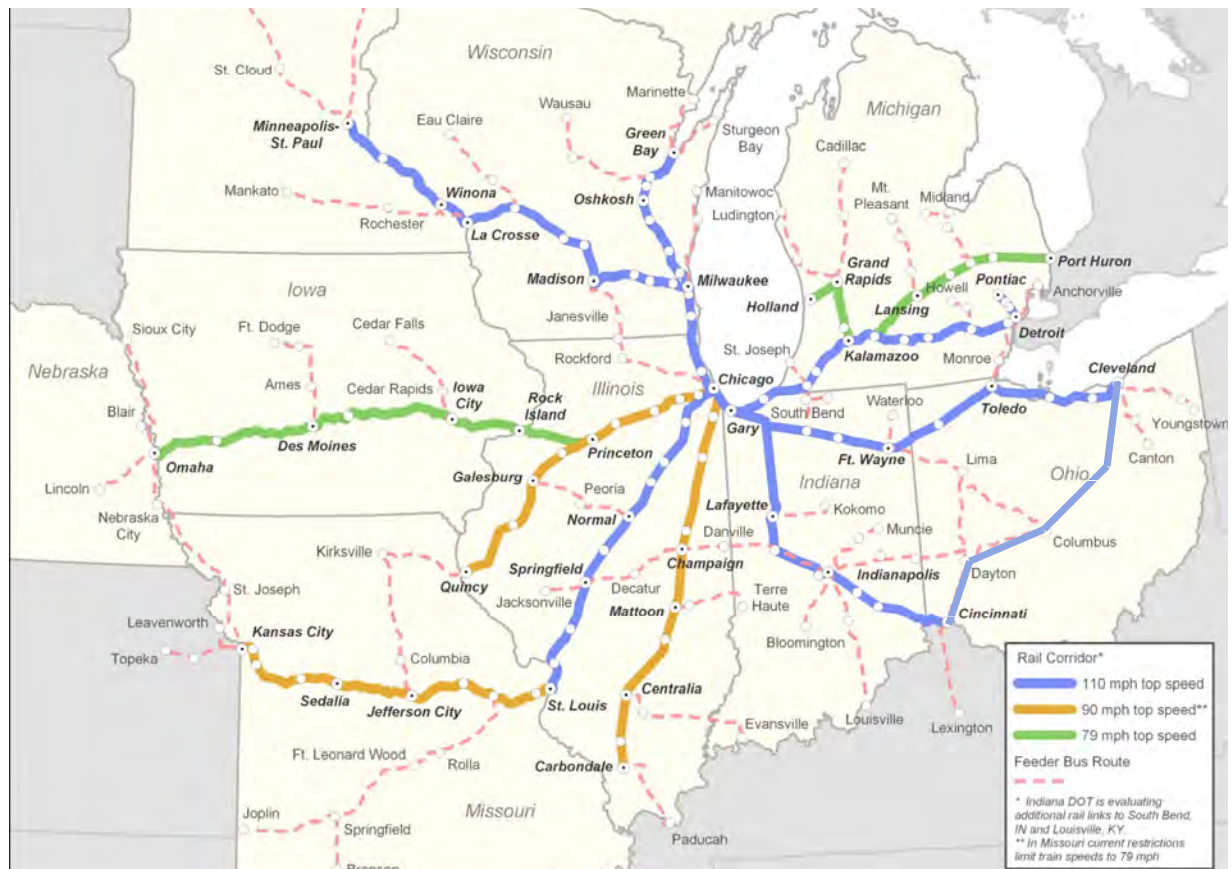 St. Cloud
Wisconsin
Marinette
Wausau
Michigan
Minneapolis-
St. Paul
Eau Claire
Green
Bay
Sturgeon
Bay
Cadillac
Mankato
Winona
Oshkosh
Manitowoc
Mt.
Pleasant
Midland
Rochester
La Crosse
Ludington
Grand
Rapids
Port Huron
Madison
Milwaukee
Holland
Lansing
Howell
Pontiac
Anchorville
Iowa
Sioux City
Ft. Dodge
Cedar Falls
Janesville
Rockford
St. Joseph
Kalamazoo
Detroit
Monroe
Nebraska
Ames
Cedar Rapids
Iowa
City
Rock
Island
Illinois
Chicago
Cleveland
Blair
South Bend
Waterloo
Toledo
Gary
Youngstown
Omaha
Des Moines
Princeton
Ft. Wayne
Canton
Lincoln
Galesburg
Peoria
Indiana
Lima
Ohio
Nebraska
City
Normal
Lafayette
Kokomo
Kirksville
Danville
Muncie
Columbus
Quincy
Springfield
Champaign
Indianapolis
Dayton
St. Joseph
Jacksonville
Decatur
Mattoon
Terre
Haute
Leavenworth
Kansas City
Bloomington
Cincinnati
Topeka
Columbia
Sedalia
Jefferson City
St. Louis
Centralia
Evansville
Louisville
Lexington
Ft. Leonard Wood
Rolla
Carbondale
Joplin
Springfield
Missouri
Paducah
Branson
Rail Corridor*
110 mph top speed
90 mph top speed**
79 mph top speed
Feeder Bus Route
* Indiana DOT is evaluating
additional rail links to South Bend,
IN and Louisville, KY.
** In Missouri current restrictions
limit train speeds to 79 mph